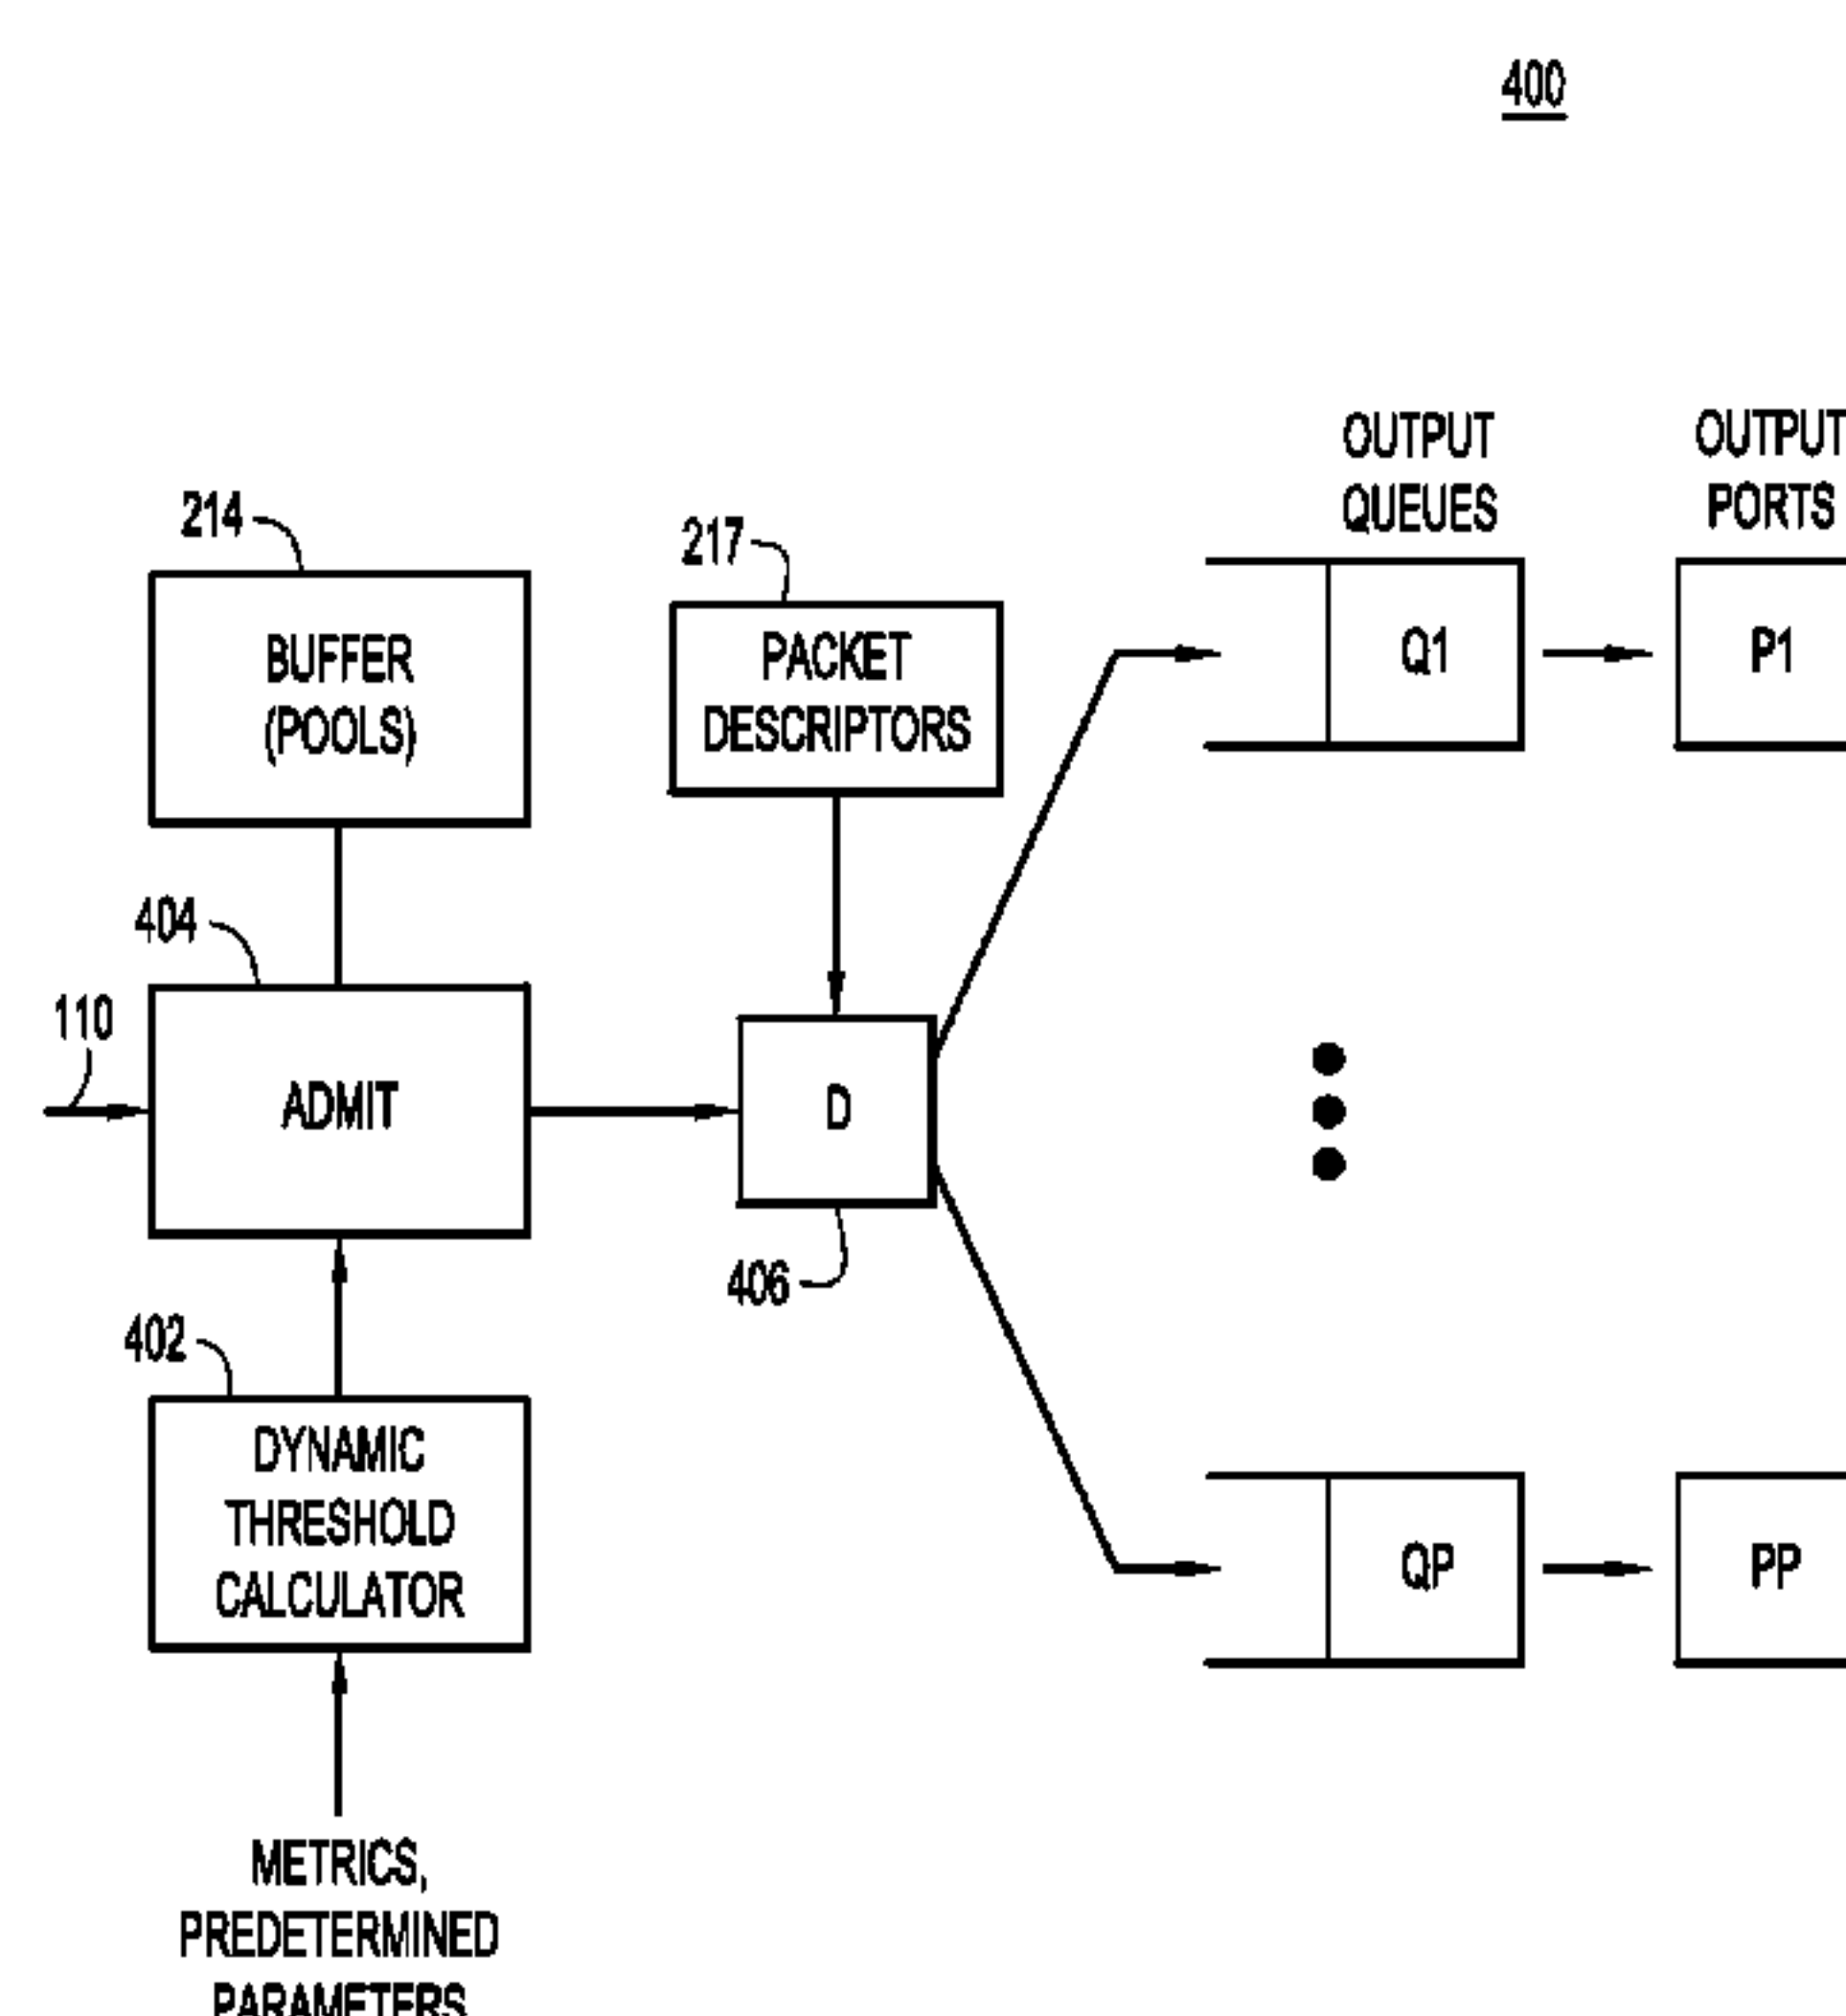 400
OUTPUT
QUEUES
OUTPUT
PORTS
214
BUFFER
(POOLS)
217
PACKET
DESCRIPTORS
Q1
P1
404
110
ADMIT
D
406
402
DYNAMIC
THRESHOLD
CALCULATOR
QP
PP
METRICS,
PREDETERMINED
PARAMETERS